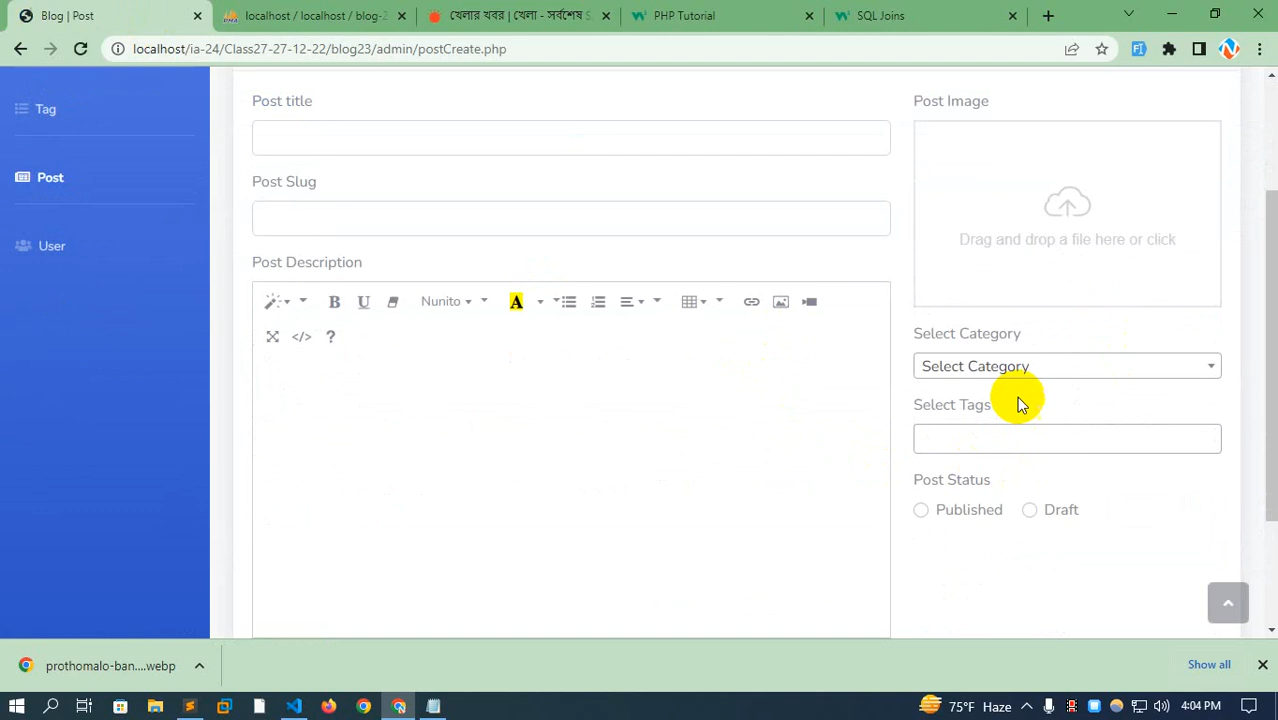 Blog | Post
localhost / localhost / blog-2
খেলার খবর | খেলা - সর্বশেষ
PHP Tutorial
SQL Joins
localhost/ia-24/Class27-27-12-22/blog23/admin/postCreate.php
Tag
Post
User
Post title
Post Slug
Post Description
Nunito
A
Post Image
Drag and drop a file here or click
Select Category
Select Category
Select Tags
Post Status
Published
Draft
prothomalo-ban....webp
Show all
75°F Haze
4:04 PM